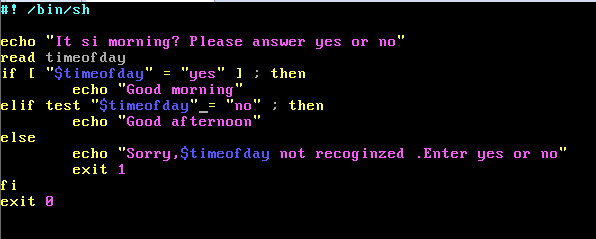 #! /bin/sh
echo "It si morning? Please answer yes or no"
read timeofday
if [ "$timeofday" = "yes" ] ; then
echo "Good morning"
elif test "$timeofday"_= "no" ; then
echo "Good afternoon"
else
echo "Sorry,$timeofday not recoginzed .Enter yes or no"
exit 1
fi
exit 0